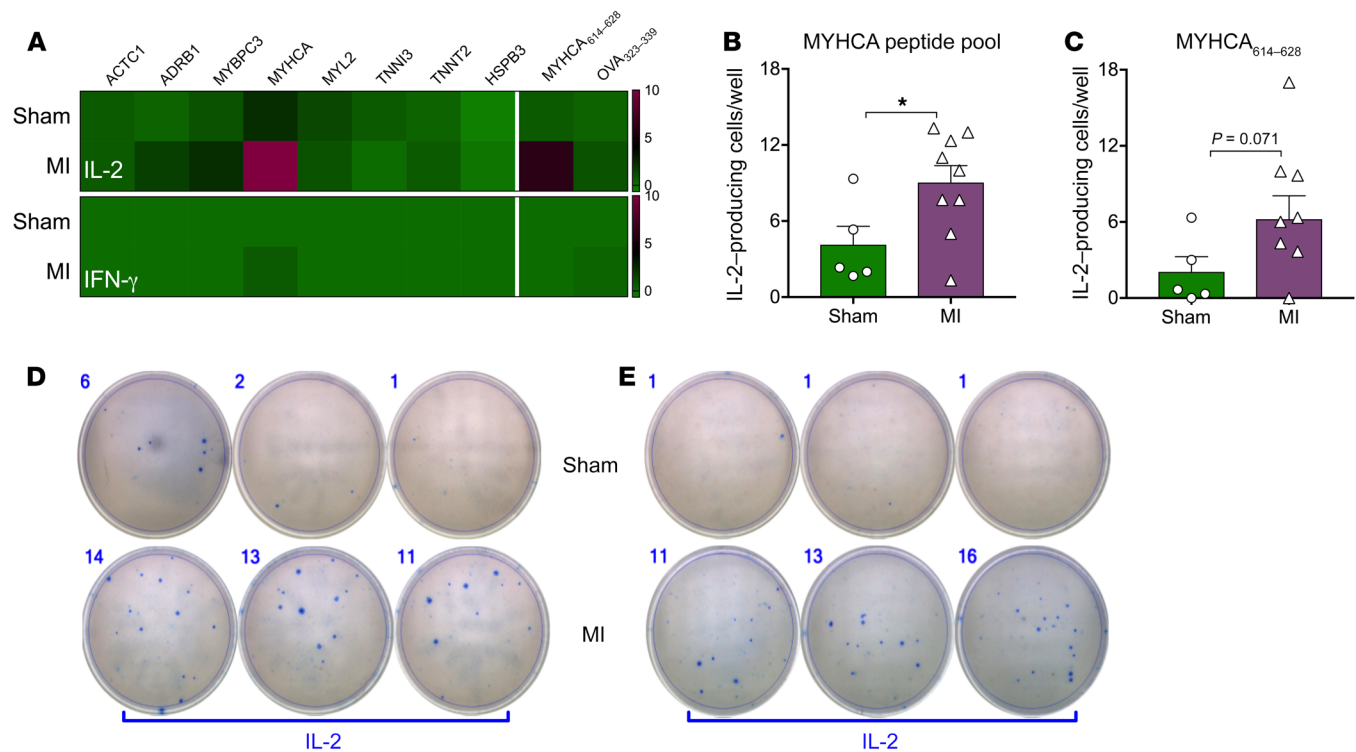 A
ACTC1
ADRB1
MYBPC3
MYHCA
MYL2
TNNI3
TNNT2
HSPB3
MYHCA614–628
OVA323–339
Sham
MI
IL-2
10
5
0
Sham
MI
IFN-γ
10
5
0
B
MYHCA peptide pool
IL-2–producing cells/well
18
12
6
0
*
Sham
MI
C
MYHCA614–628
IL-2–producing cells/well
18
12
6
0
P = 0.071
Sham
MI
D
6
2
1
Sham
E
1
1
1
14
13
11
MI
11
13
16
IL-2
IL-2